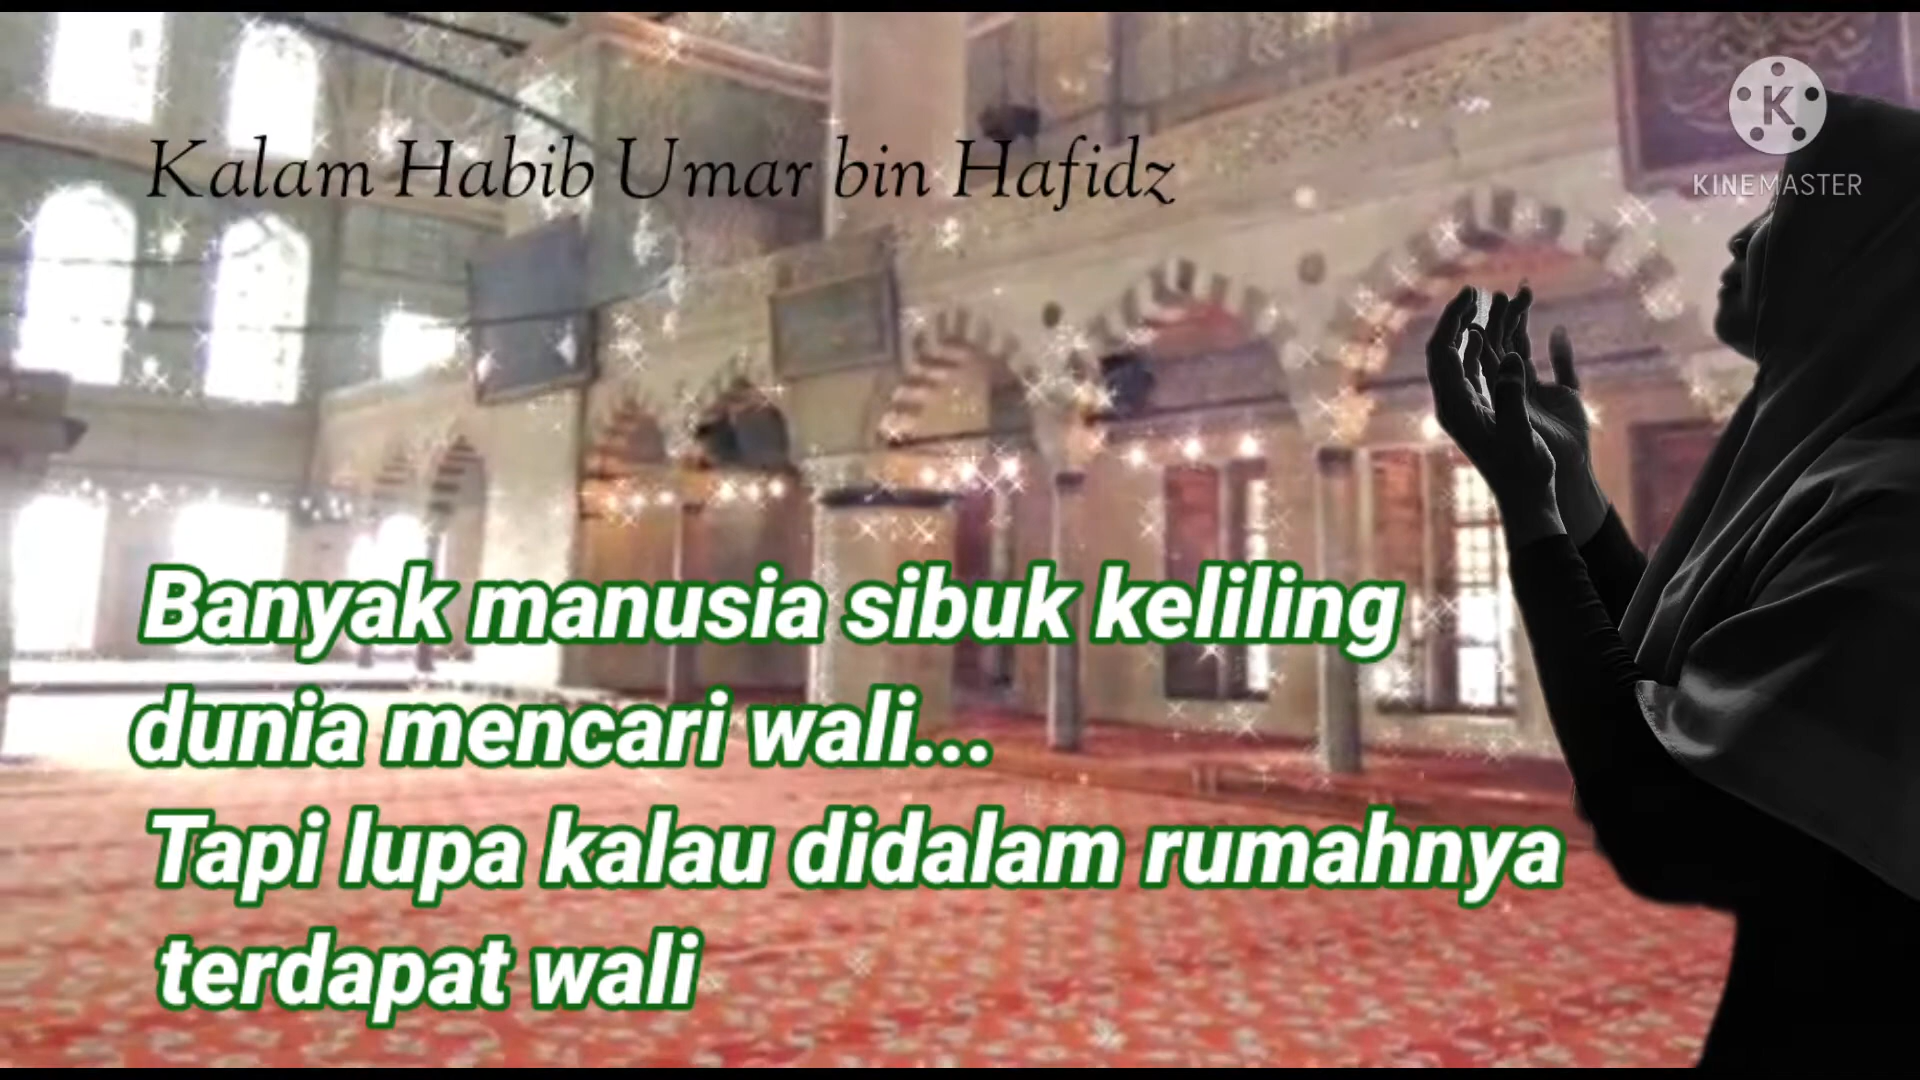 Kalam Habib Umar bin Hafidz
K
KINEMASTER
Banyak manusia sibuk keliling
dunia mencari wali...
Tapi lupa kalau didalam rumahnya
terdapat wali